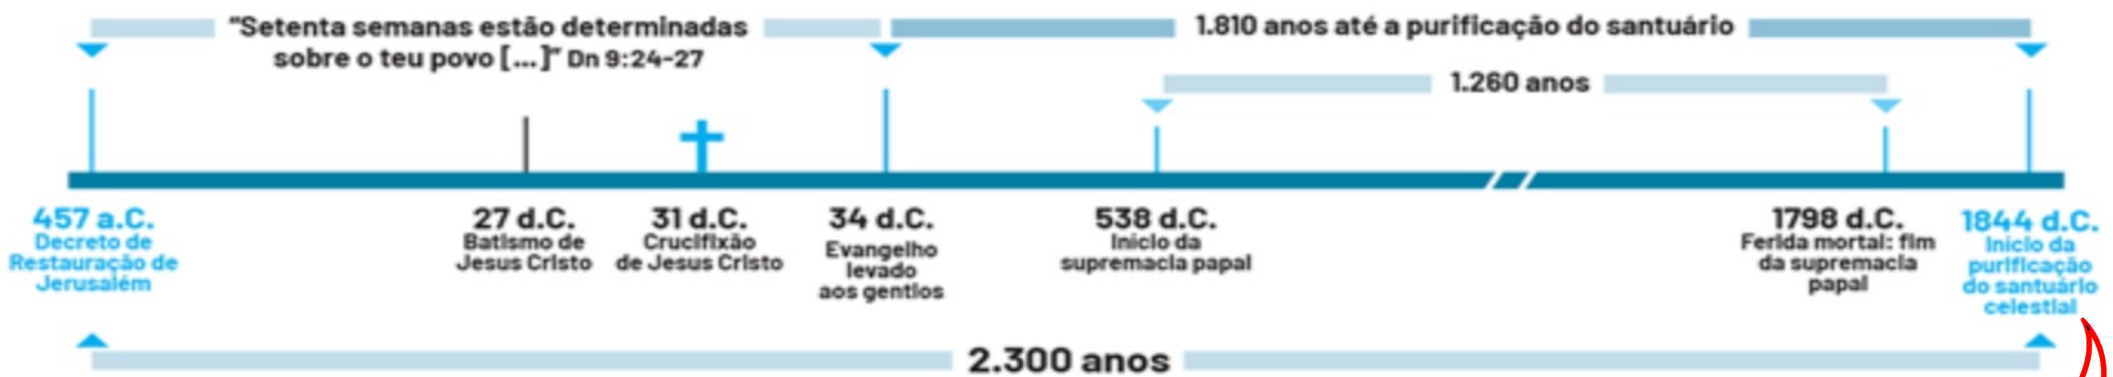 "Setenta semanas estão determinadas
sobre o teu povo [...]" Dn 9:24-27
1.810 anos até a purificação do santuário
1.260 anos
457 a.C.
Decreto de
Restauração de
Jerusalém
27 d.C.
Batismo de
Jesus Cristo
31 d.C.
Crucifixão
de Jesus Cristo
34 d.C.
Evangelho
levado
aos gentios
538 d.C.
Início da
supremacia papal
1798 d.C.
Ferida mortal: fim
da supremacia
papal
1844 d.C.
Início da
purificação
do santuário
celestial
2.300 anos